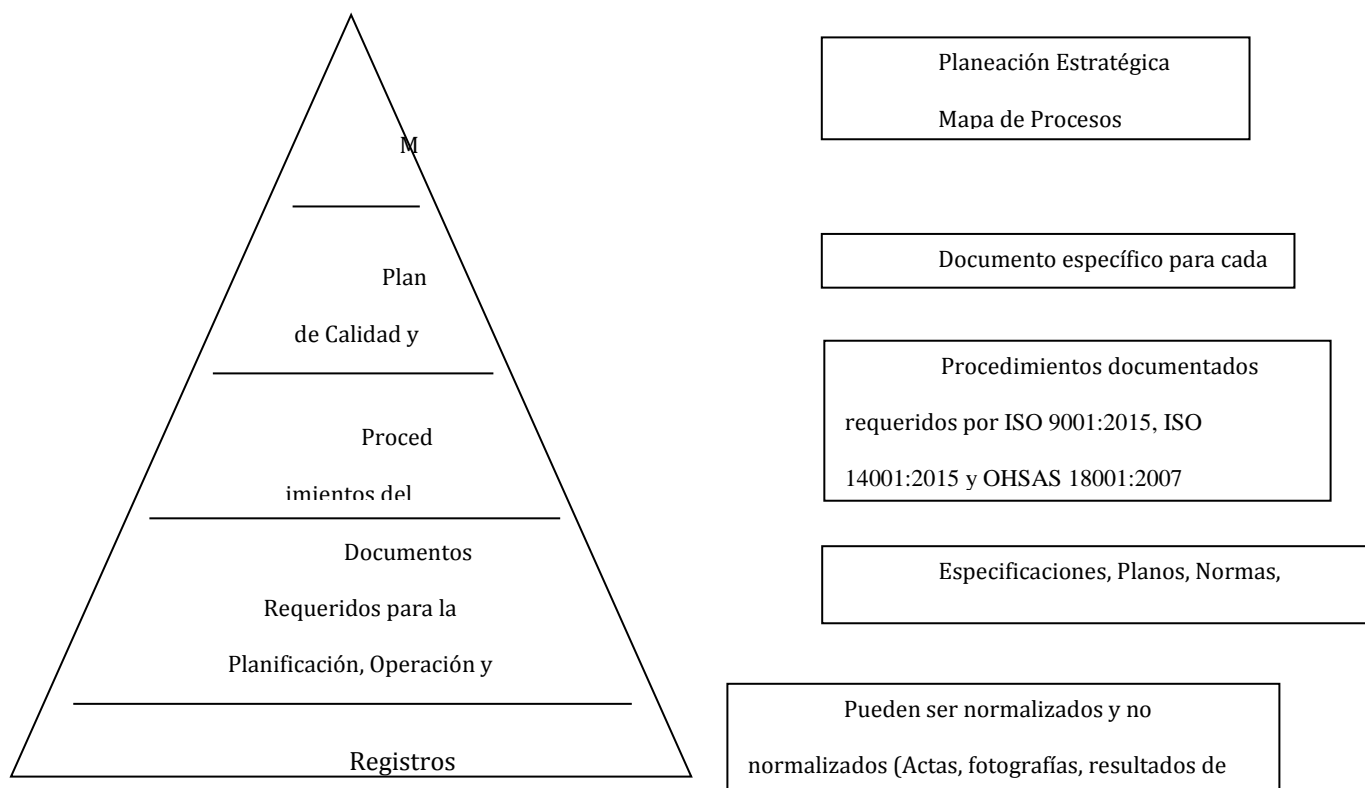 M
Plan
de Calidad y
Proced
imientos del
Documentos
Requeridos para la
Planificación, Operación y
Registros
Planeación Estratégica
Mapa de Procesos
Documento específico para cada
Procedimientos documentados
requeridos por ISO 9001:2015, ISO
14001:2015 y OHSAS 18001:2007
Especificaciones, Planos, Normas,
Pueden ser normalizados y no
normalizados (Actas, fotografías, resultados de